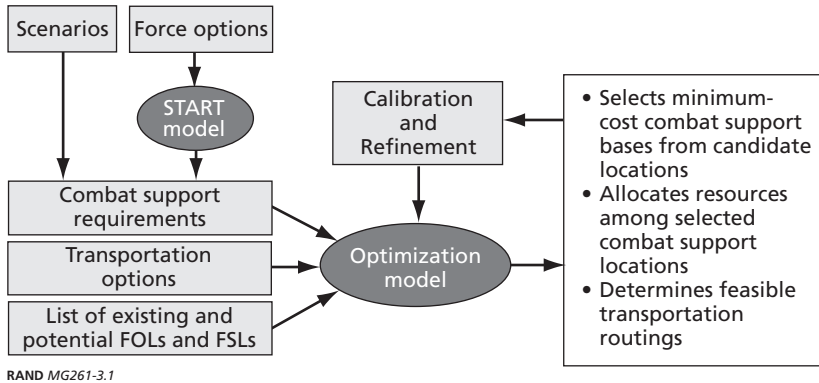 Scenarios
Force options
START
model
Combat support
requirements
Transportation
options
List of existing and
potential FOLs and FSLs
Calibration
and
Refinement
Optimization
model
• Selects minimum-
cost combat support
bases from candidate
locations
• Allocates resources
among selected
combat support
locations
• Determines feasible
transportation
routings
RAND MG261-3.1